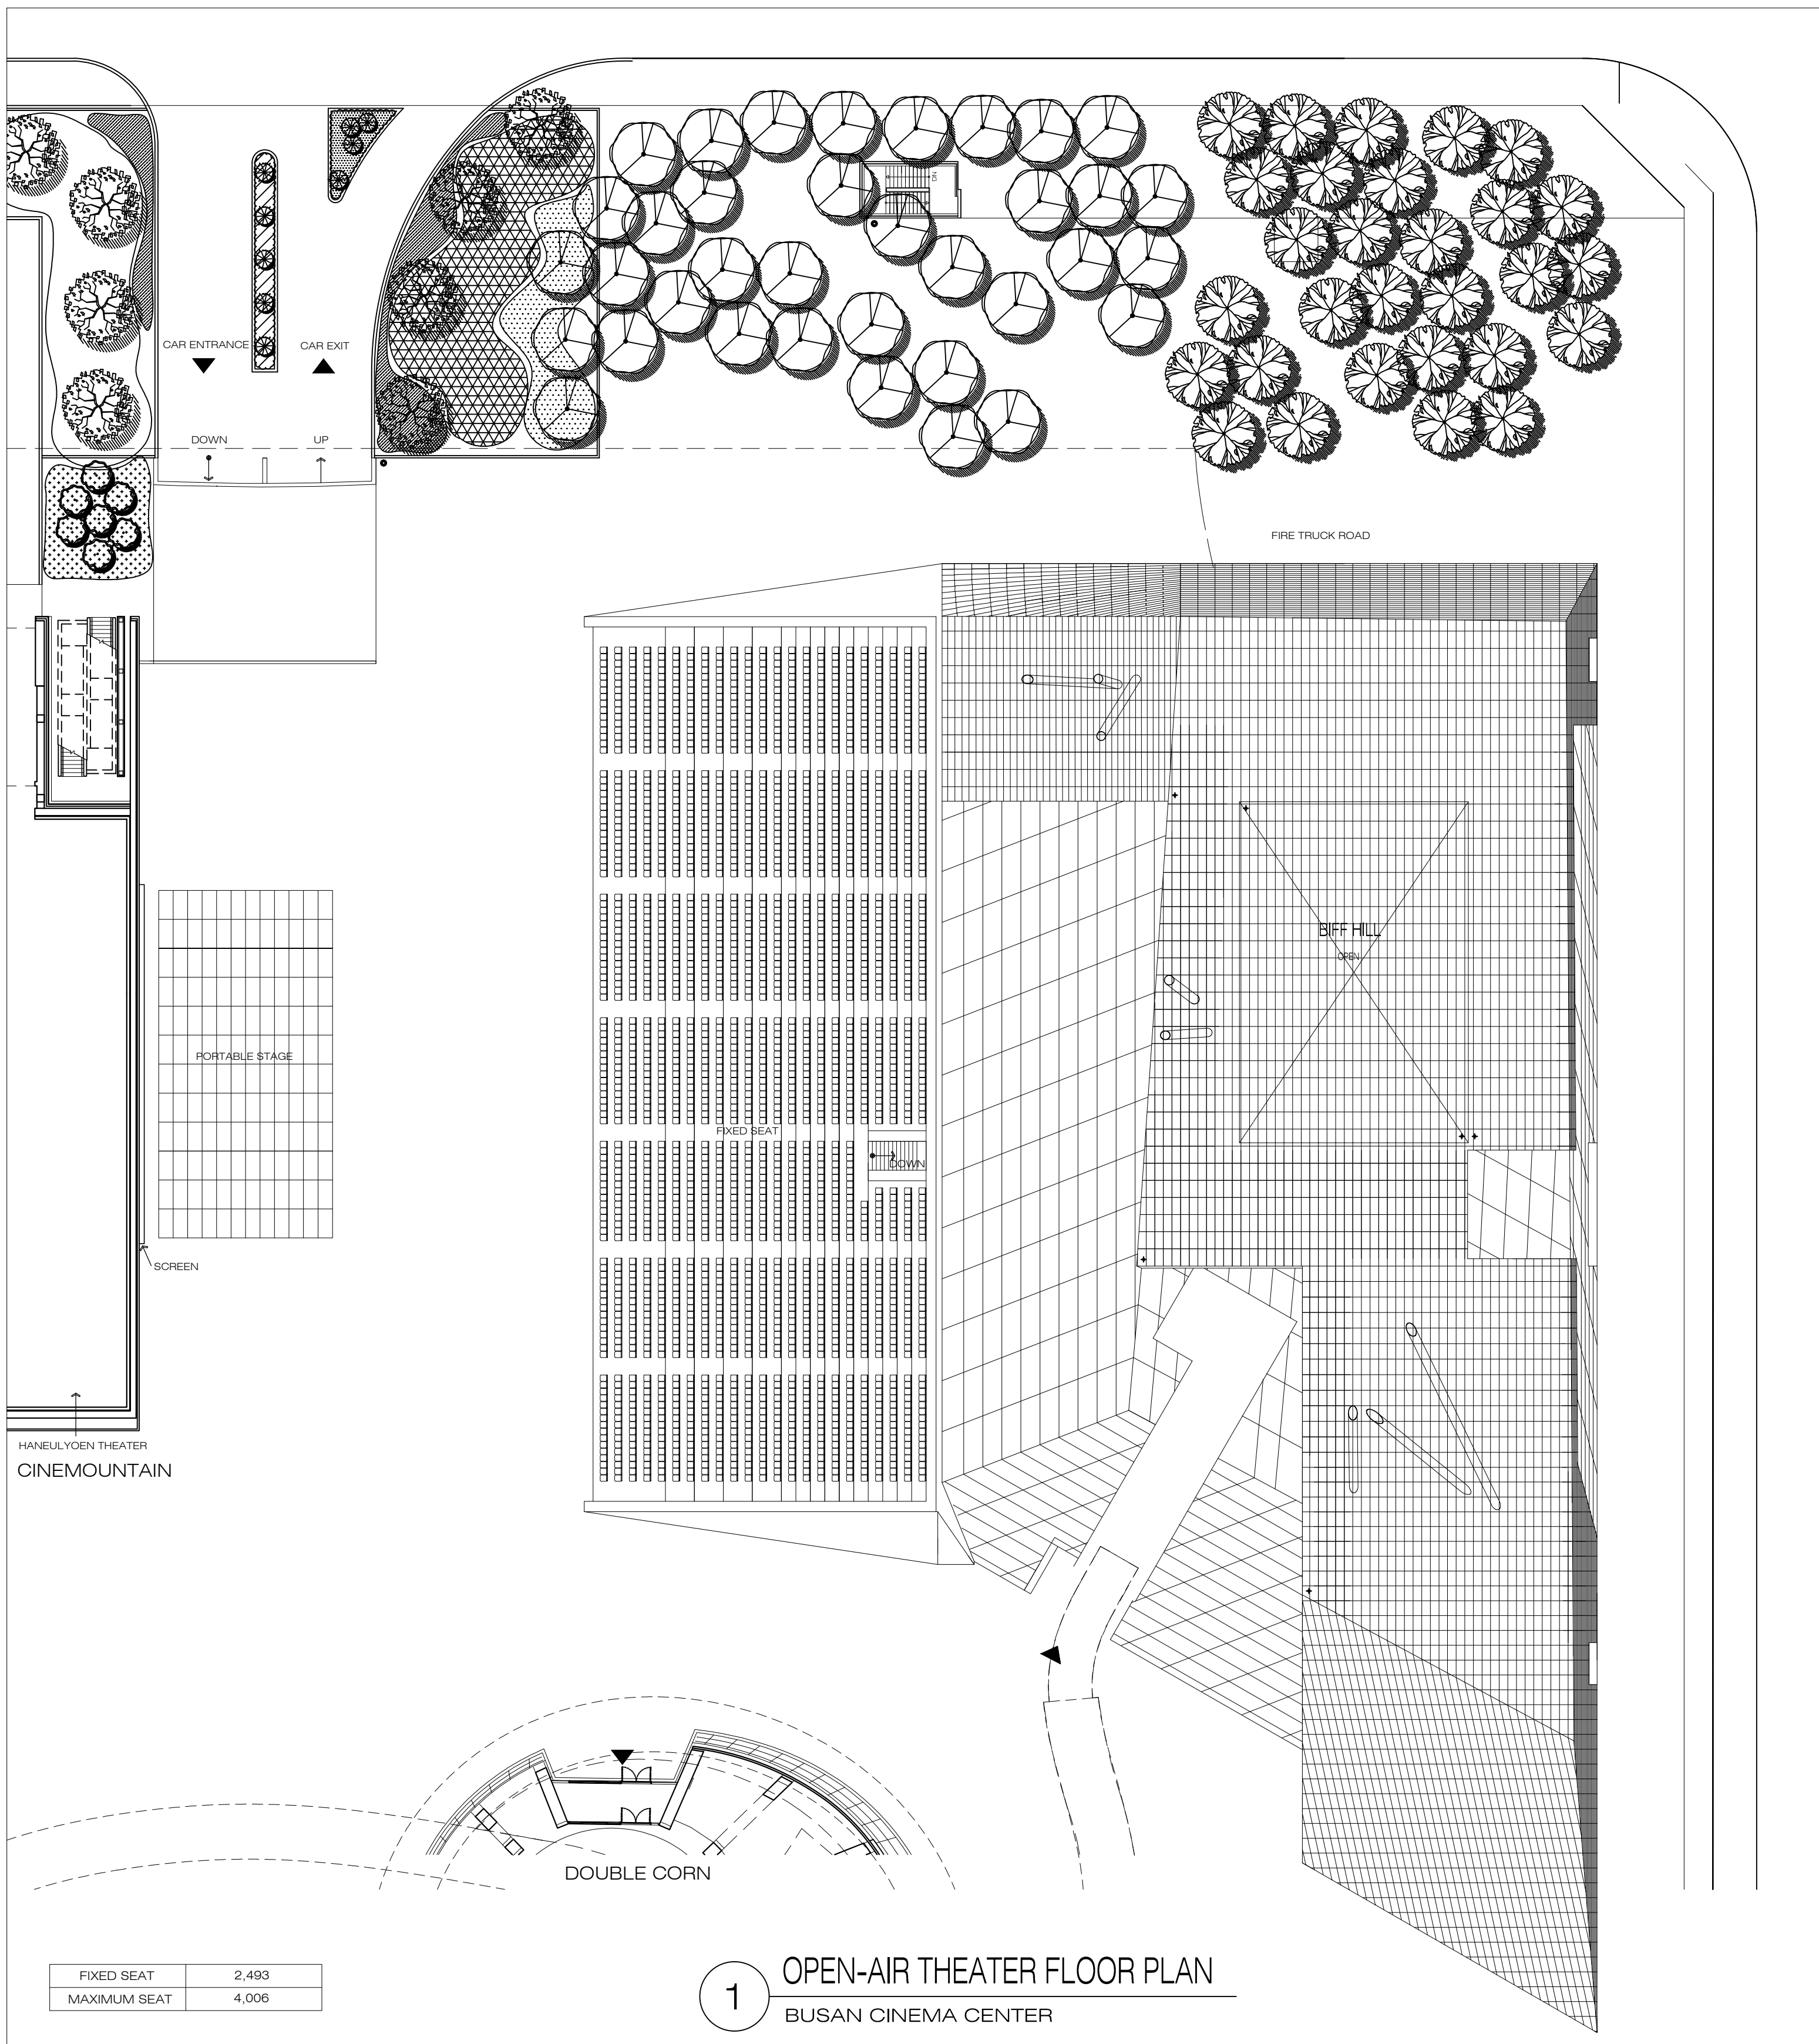 DN
CAR ENTRANCE
CAR EXIT
DOWN
UP
FIRE TRUCK ROAD
BIFF HILL
OPEN
PORTABLE STAGE
FIXED SEAT
DOWN
SCREEN
HANEULYOEN THEATER
CINEMOUNTAIN
DOUBLE CORN
FIXED SEAT 2,493
MAXIMUM SEAT 4,006
1
OPEN-AIR THEATER FLOOR PLAN
BUSAN CINEMA CENTER